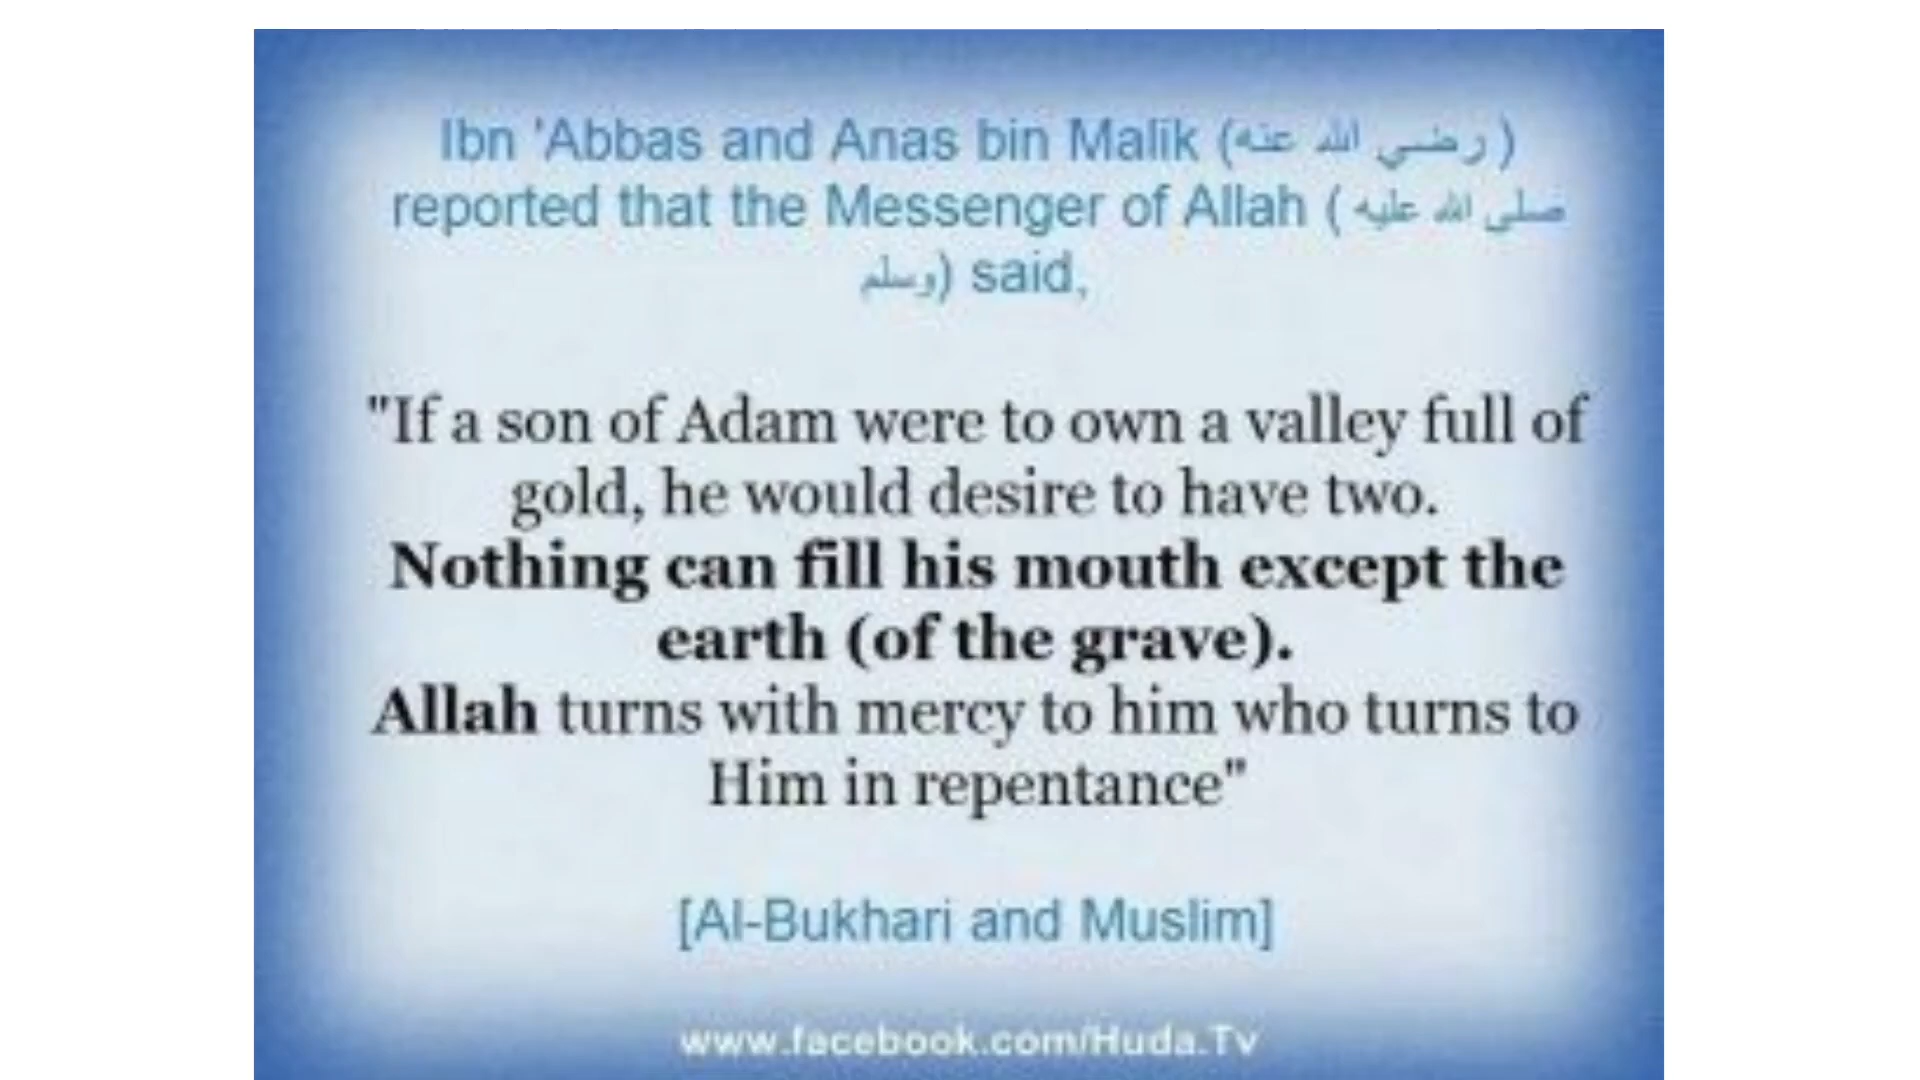 Ibn 'Abbas and Anas bin Malik (رضي الله عنه)
reported that the Messenger of Allah (صلى الله عليه
وسلم) said,
"If a son of Adam were to own a valley full of
gold, he would desire to have two.
Nothing can fill his mouth except the
earth (of the grave).
Allah turns with mercy to him who turns to
Him in repentance"
[Al-Bukhari and Muslim]
www.facebook.com/Huda.Tv